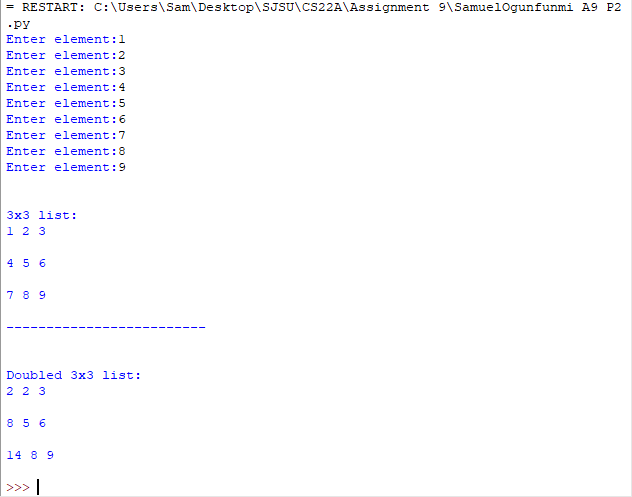 = RESTART: C:\Users\Sam\Desktop\SJSU\CS22A\Assignment 9\SamuelOgunfunmi A9 P2
.py
Enter element:1
Enter element:2
Enter element:3
Enter element:4
Enter element:5
Enter element:6
Enter element:7
Enter element:8
Enter element:9
3x3 list:
1 2 3
4 5 6
7 8 9
-------------------------
Doubled 3x3 list:
2 2 3
8 5 6
14 8 9
>>>